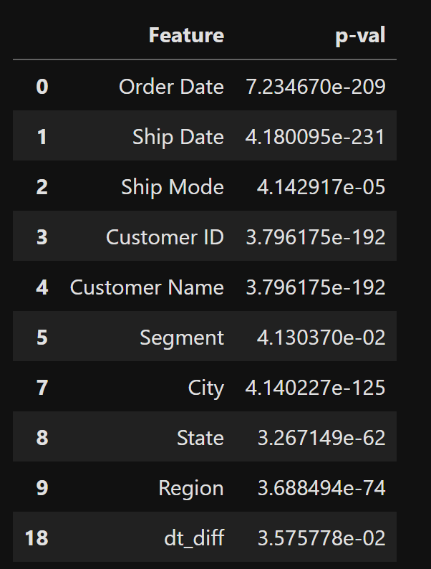 Feature p-val
0 Order Date 7.234670e-209
1 Ship Date 4.180095e-231
2 Ship Mode 4.142917e-05
3 Customer ID 3.796175e-192
4 Customer Name 3.796175e-192
5 Segment 4.130370e-02
7 City 4.140227e-125
8 State 3.267149e-62
9 Region 3.688494e-74
18 dt_diff 3.575778e-02